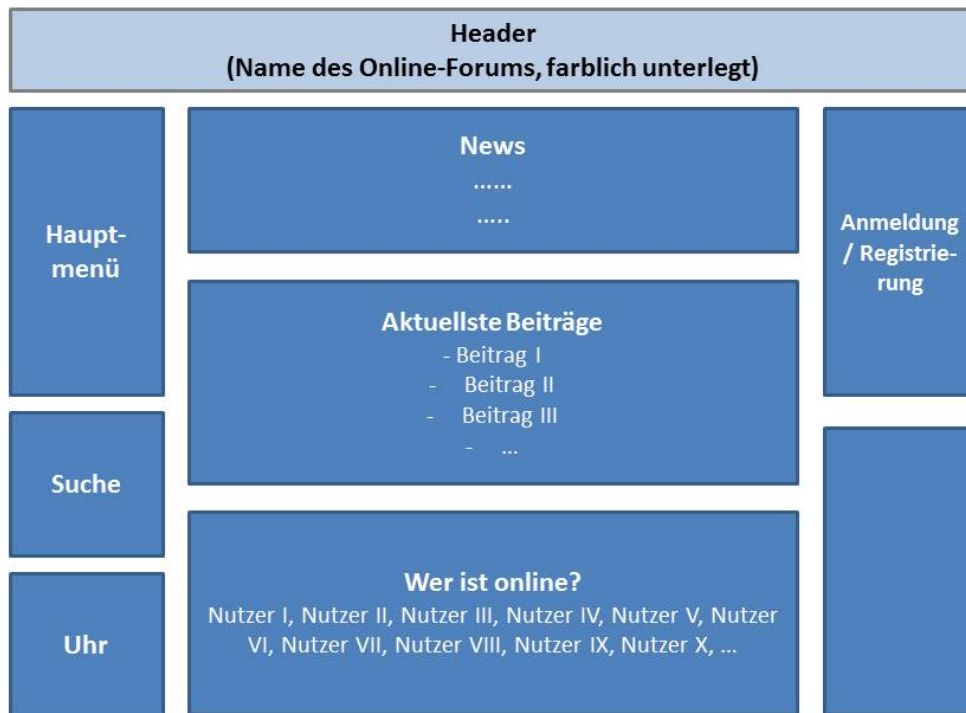 Header
(Name des Online-Forums, farblich unterlegt)
Haupt-
menü
Suche
Uhr
News
......
.....
Aktuellste Beiträge
- Beitrag I
- Beitrag II
- Beitrag III
- ...
Wer ist online?
Nutzer I, Nutzer II, Nutzer III, Nutzer IV, Nutzer V, Nutzer
VI, Nutzer VII, Nutzer VIII, Nutzer IX, Nutzer X, ...
Anmeldung
/ Registrie-
rung